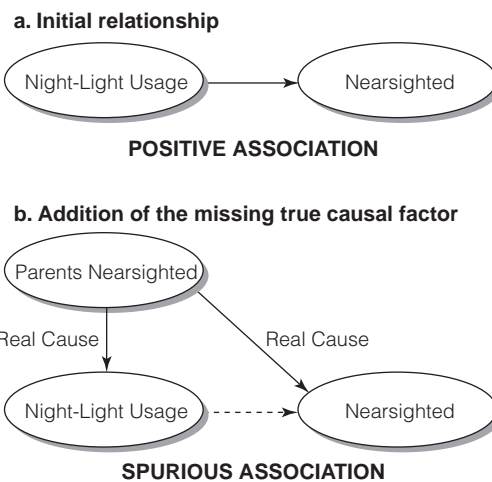 a. Initial relationship
Night-Light Usage
Nearsighted
POSITIVE ASSOCIATION
b. Addition of the missing true causal factor
Parents Nearsighted
Real Cause
Real Cause
Night-Light Usage
Nearsighted
SPURIOUS ASSOCIATION